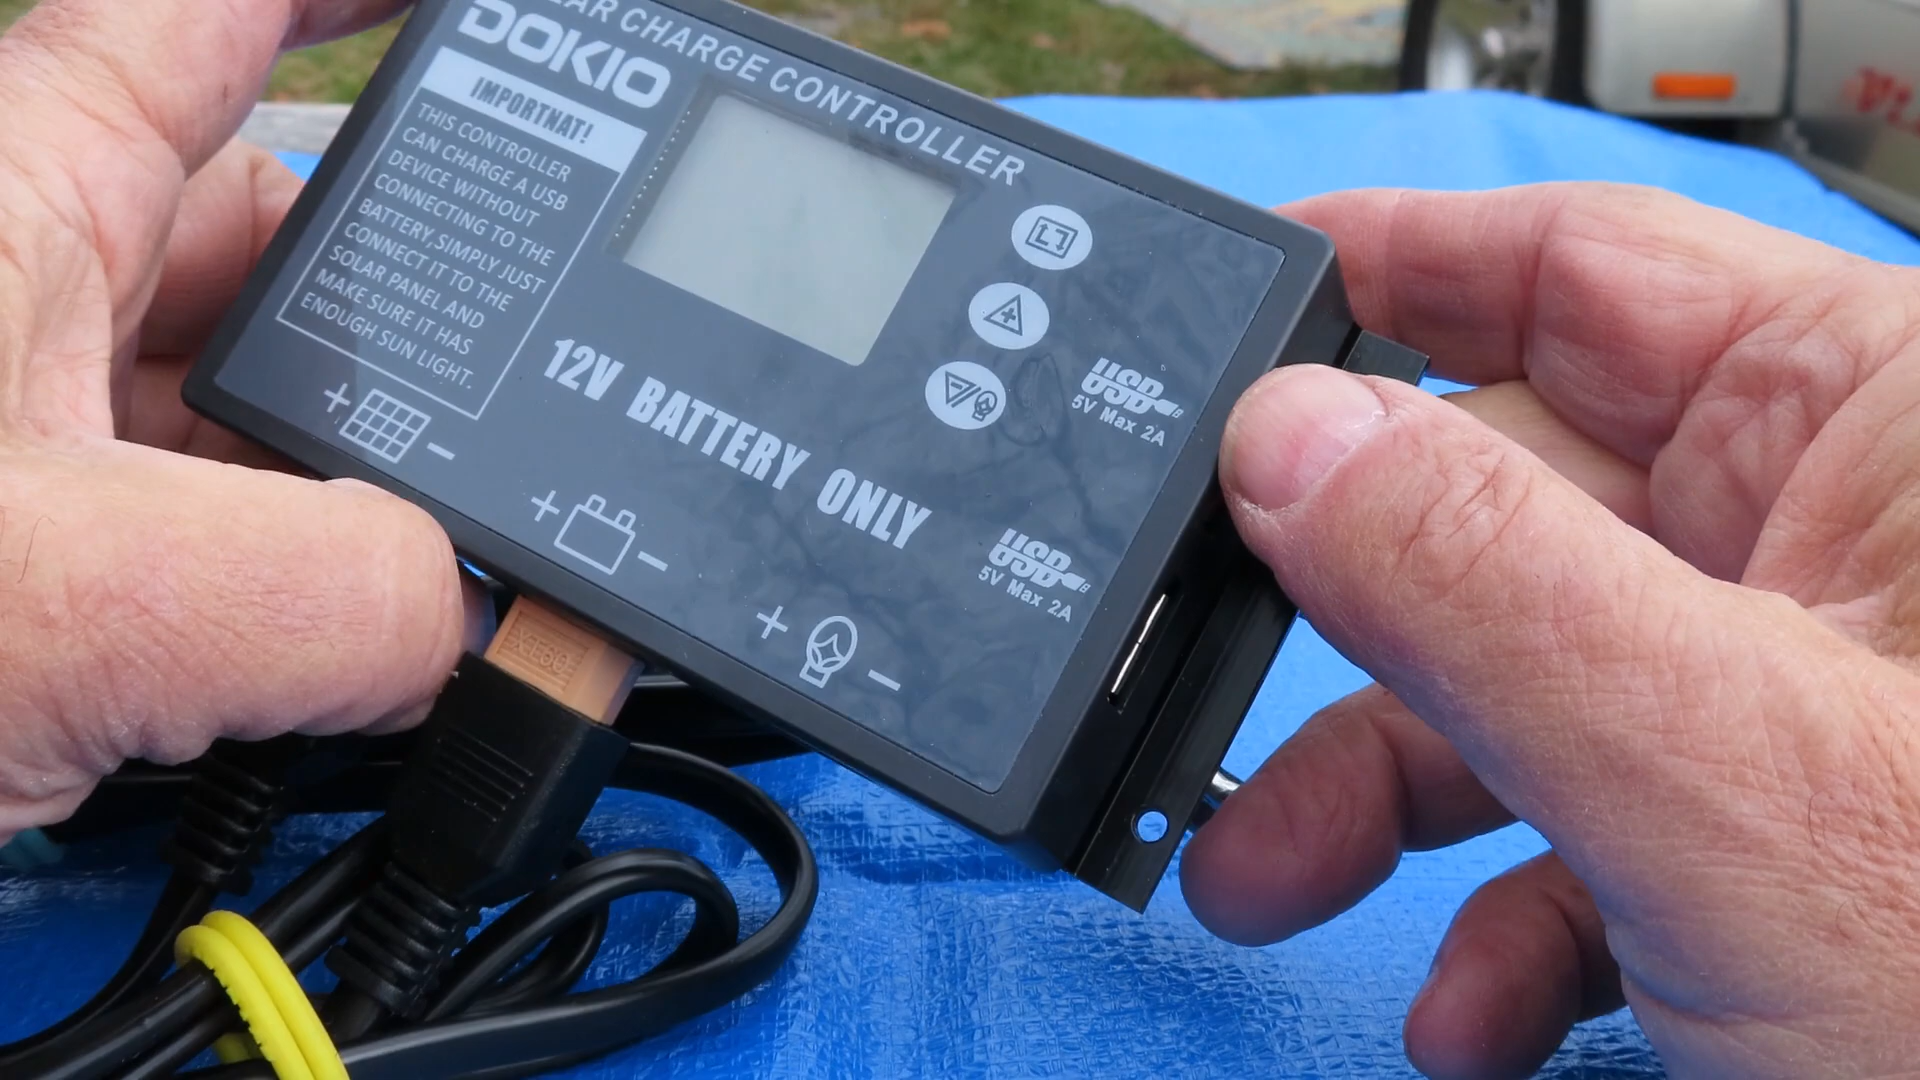 LAR CHARGE CONTROLLER
DOKIO
IMPORTNAT!
THIS CONTROLLER
CAN CHARGE A USB
DEVICE WITHOUT
CONNECTING TO THE
BATTERY,SIMPLY JUST
CONNECT IT TO THE
SOLAR PANEL AND
MAKE SURE IT HAS
ENOUGH SUN LIGHT.
12V BATTERY ONLY
USB
5V Max 2A
USB
5V Max 2A
+ −
+ −
+ −
XT60